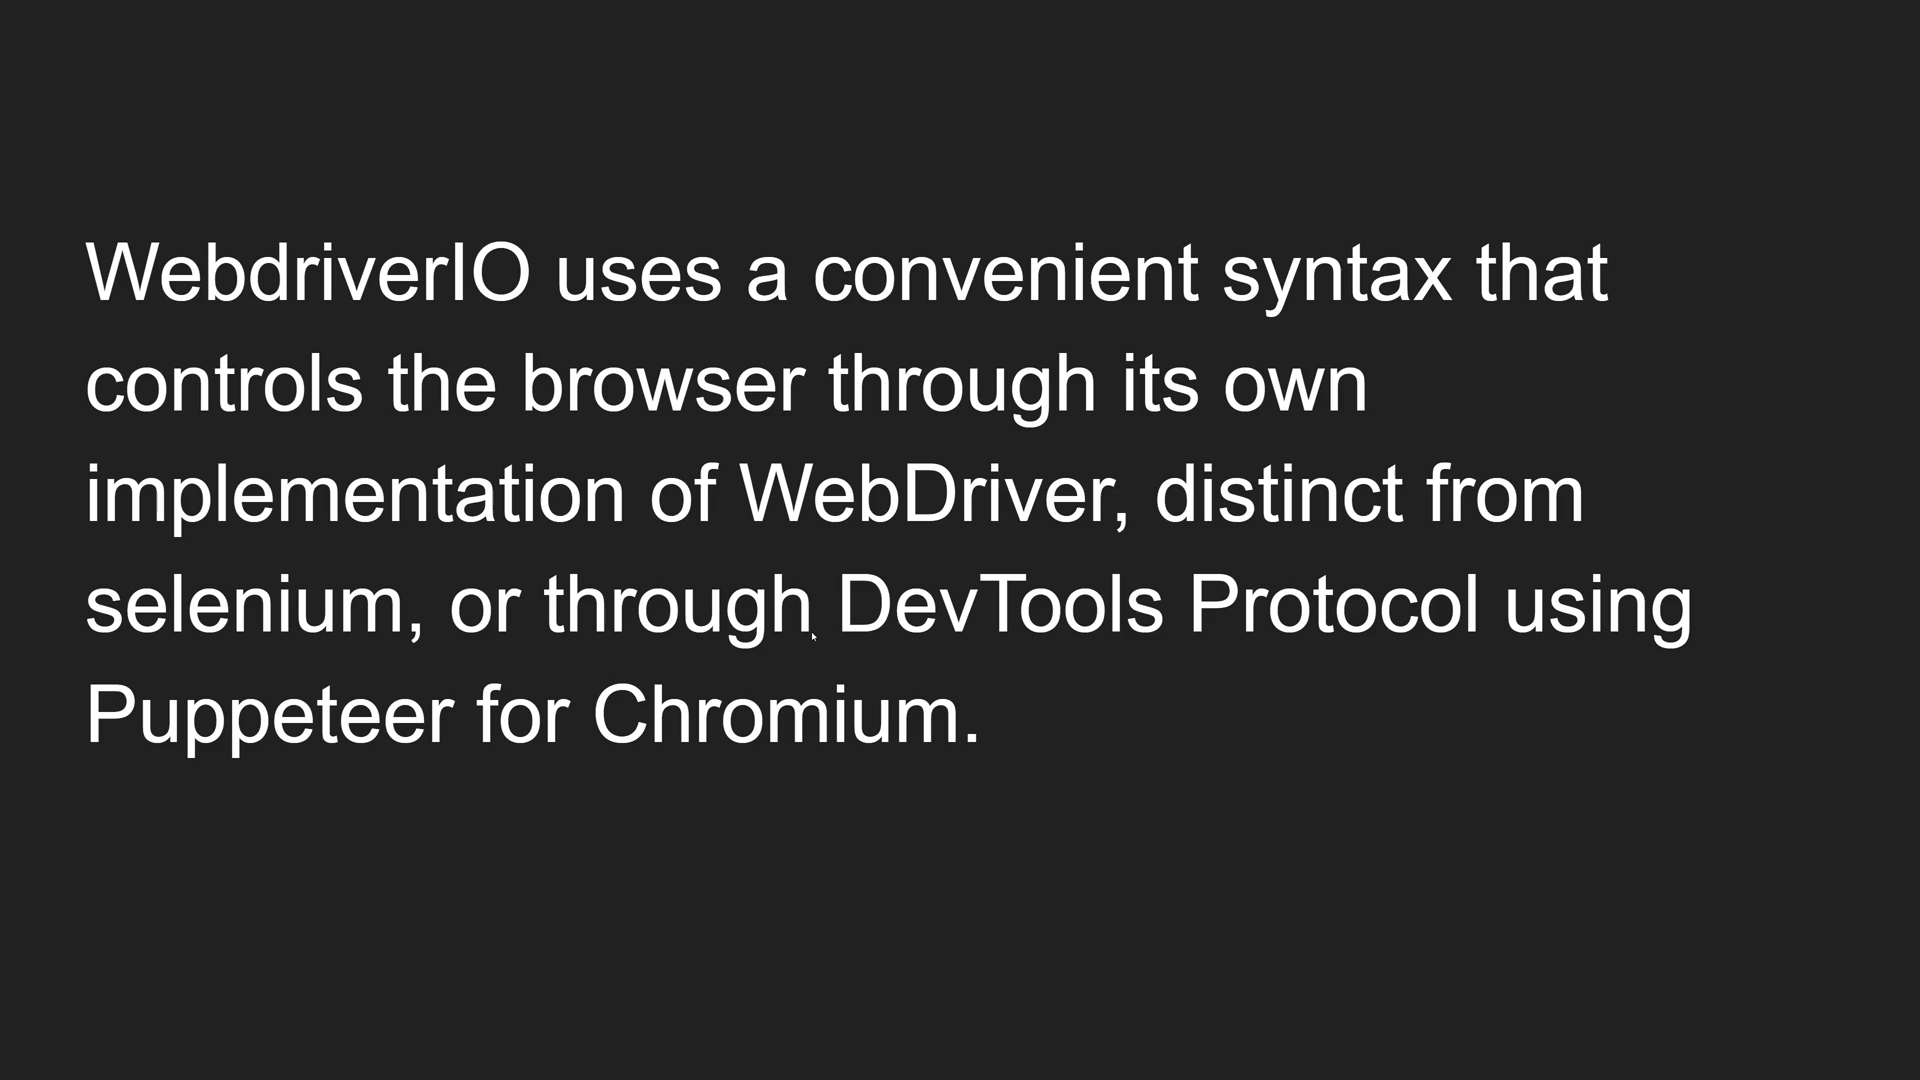 WebdriverIO uses a convenient syntax that
controls the browser through its own
implementation of WebDriver, distinct from
selenium, or through DevTools Protocol using
Puppeteer for Chromium.